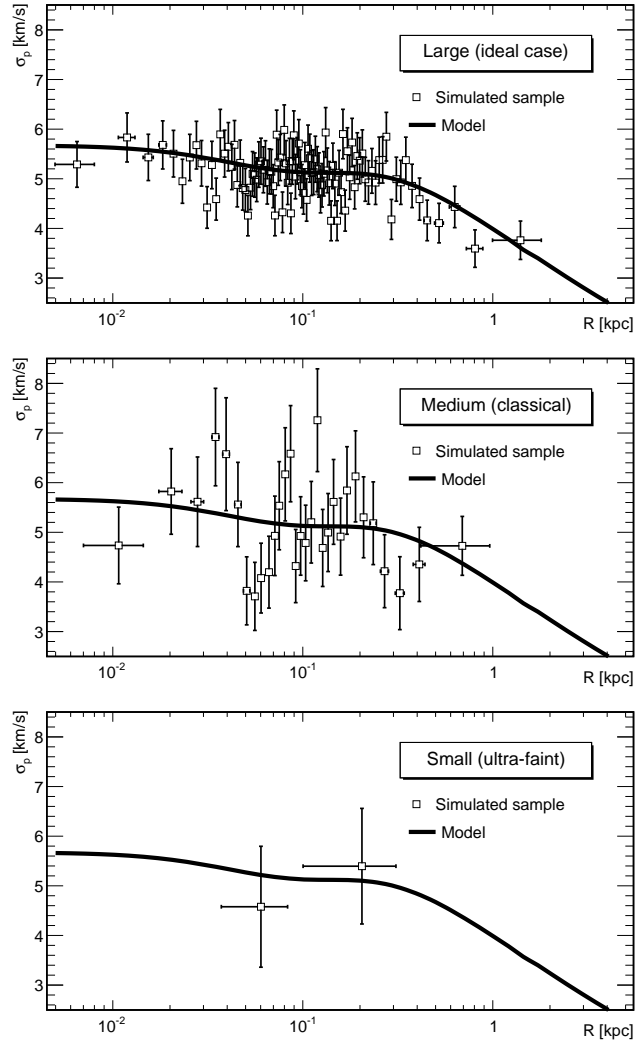 σp [km/s]
8
7
6
5
4
3
Large (ideal case)
Simulated sample
Model
10-2
10-1
1
R [kpc]
σp [km/s]
8
7
6
5
4
3
Medium (classical)
Simulated sample
Model
10-2
10-1
1
R [kpc]
σp [km/s]
8
7
6
5
4
3
Small (ultra-faint)
Simulated sample
Model
10-2
10-1
1
R [kpc]